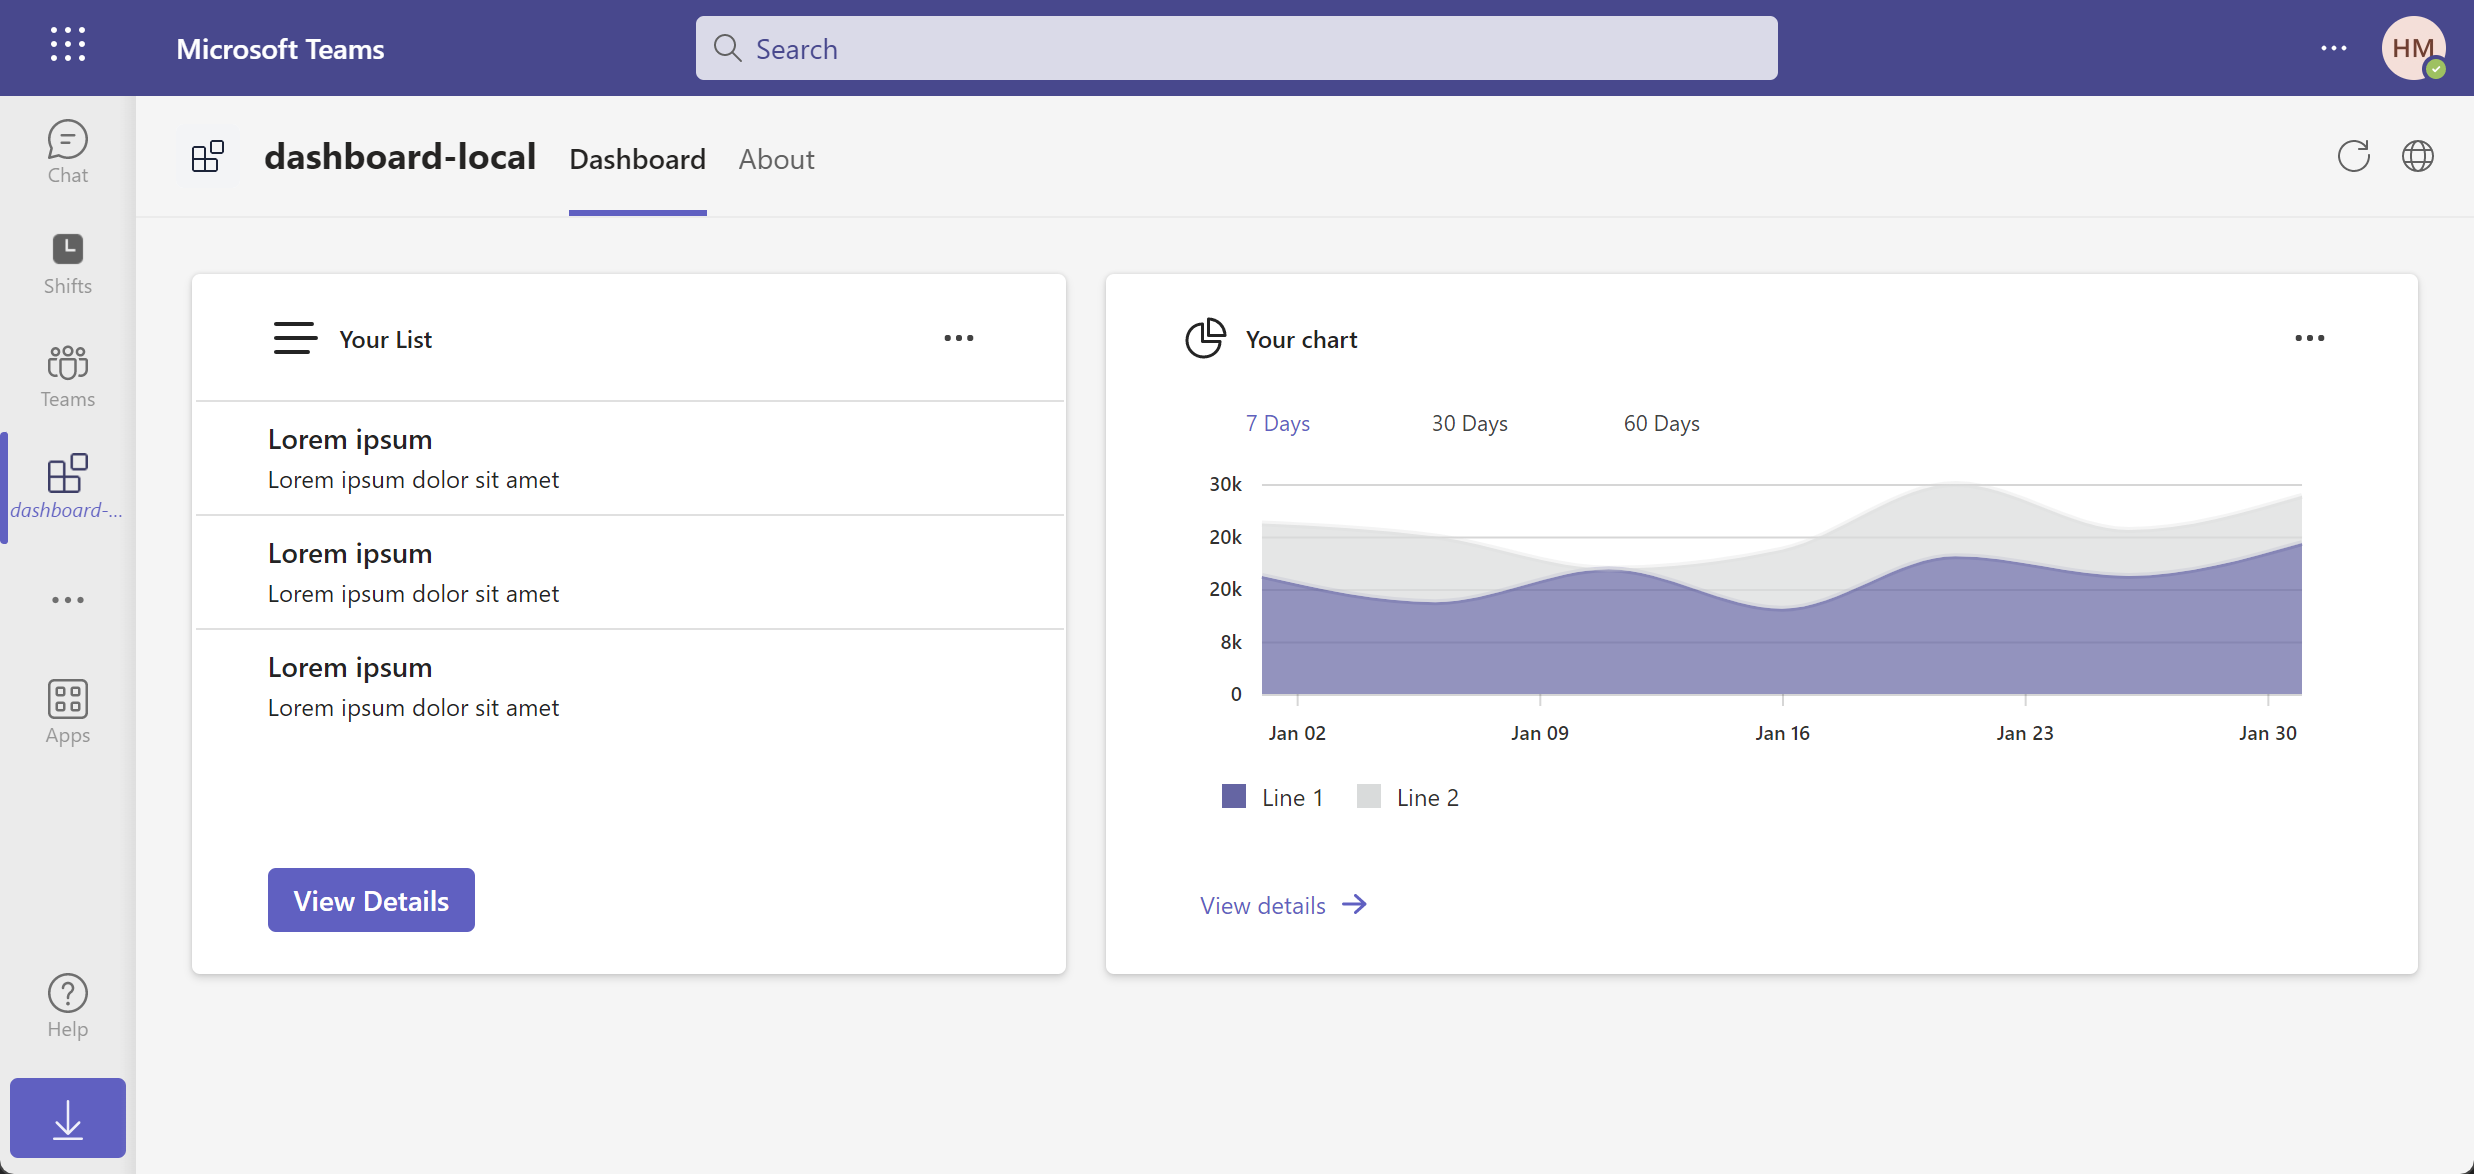 Microsoft Teams
Search
HM
Chat
Shifts
Teams
dashboard-...
Apps
Help
dashboard-local
Dashboard
About
Your List
Lorem ipsum
Lorem ipsum dolor sit amet
Lorem ipsum
Lorem ipsum dolor sit amet
Lorem ipsum
Lorem ipsum dolor sit amet
View Details
Your chart
7 Days 30 Days 60 Days
30k
20k
20k
8k
0
Jan 02 Jan 09 Jan 16 Jan 23 Jan 30
Line 1 Line 2
View details